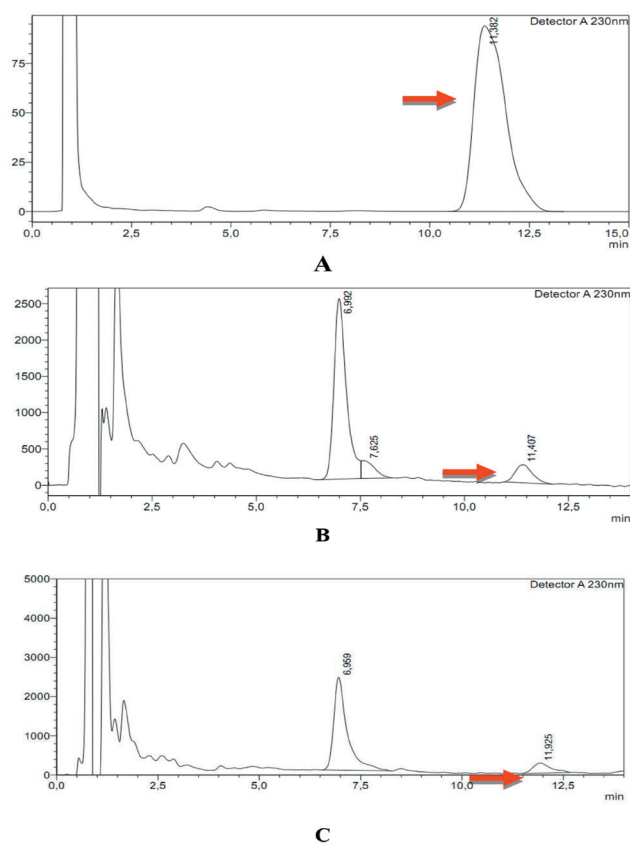 Detector A 230nm
11,382
75
50
25
0
0,0 2,5 5,0 7,5 10,0 12,5 15,0
min
A
Detector A 230nm
2500
6,992
2000
1500
1000
7,625
500
11,407
0
0,0 2,5 5,0 7,5 10,0 12,5
min
B
5000
Detector A 230nm
4000
3000
6,959
2000
1000
11,925
0
0,0 2,5 5,0 7,5 10,0 12,5
min
C